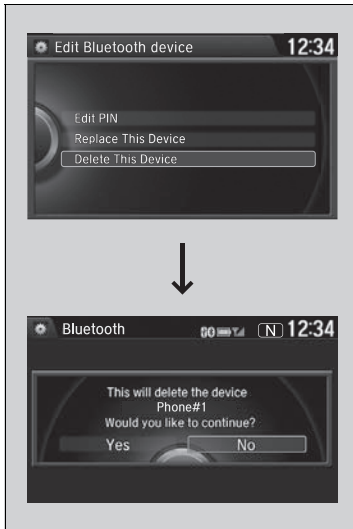 Edit Bluetooth device 12:34
Edit PIN
Replace This Device
Delete This Device
Bluetooth N 12:34
This will delete the device
Phone#1
Would you like to continue?
Yes No